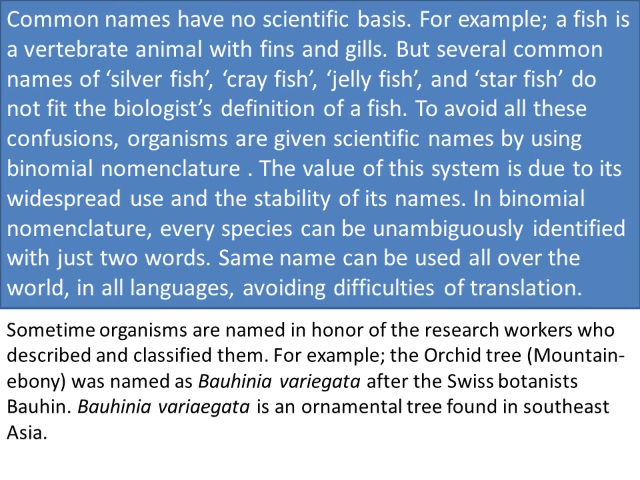 Common names have no scientific basis. For example; a fish is
a vertebrate animal with fins and gills. But several common
names of ‘silver fish’, ‘cray fish’, ‘jelly fish’, and ‘star fish’ do
not fit the biologist’s definition of a fish. To avoid all these
confusions, organisms are given scientific names by using
binomial nomenclature . The value of this system is due to its
widespread use and the stability of its names. In binomial
nomenclature, every species can be unambiguously identified
with just two words. Same name can be used all over the
world, in all languages, avoiding difficulties of translation.
Sometime organisms are named in honor of the research workers who
described and classified them. For example; the Orchid tree (Mountain-
ebony) was named as Bauhinia variegata after the Swiss botanists
Bauhin. Bauhinia variaegata is an ornamental tree found in southeast
Asia.